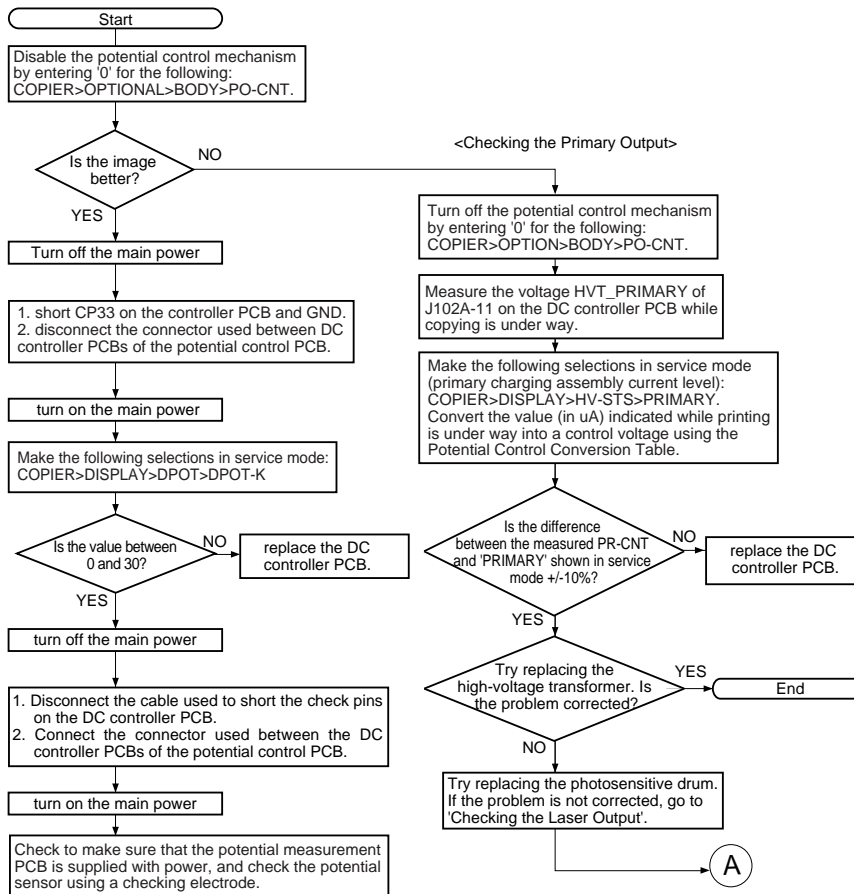 Start
Disable the potential control mechanism
by entering '0' for the following:
COPIER>OPTIONAL>BODY>PO-CNT.
Is the image
better?
NO
YES
Turn off the main power
1. short CP33 on the controller PCB and GND.
2. disconnect the connector used between DC
controller PCBs of the potential control PCB.
turn on the main power
Make the following selections in service mode:
COPIER>DISPLAY>DPOT>DPOT-K
Is the value between
0 and 30?
NO
replace the DC
controller PCB.
YES
turn off the main power
1. Disconnect the cable used to short the check pins
on the DC controller PCB.
2. Connect the connector used between the DC
controller PCBs of the potential control PCB.
turn on the main power
Check to make sure that the potential measurement
PCB is supplied with power, and check the potential
sensor using a checking electrode.
<Checking the Primary Output>
Turn off the potential control mechanism
by entering '0' for the following:
COPIER>OPTION>BODY>PO-CNT.
Measure the voltage HVT_PRIMARY of
J102A-11 on the DC controller PCB while
copying is under way.
Make the following selections in service mode
(primary charging assembly current level):
COPIER>DISPLAY>HV-STS>PRIMARY.
Convert the value (in uA) indicated while printing
is under way into a control voltage using the
Potential Control Conversion Table.
Is the difference
between the measured PR-CNT
and 'PRIMARY' shown in service
mode +/-10%?
NO
replace the DC
controller PCB.
YES
Try replacing the
high-voltage transformer. Is
the problem corrected?
YES
End
NO
Try replacing the photosensitive drum.
If the problem is not corrected, go to
'Checking the Laser Output'.
A